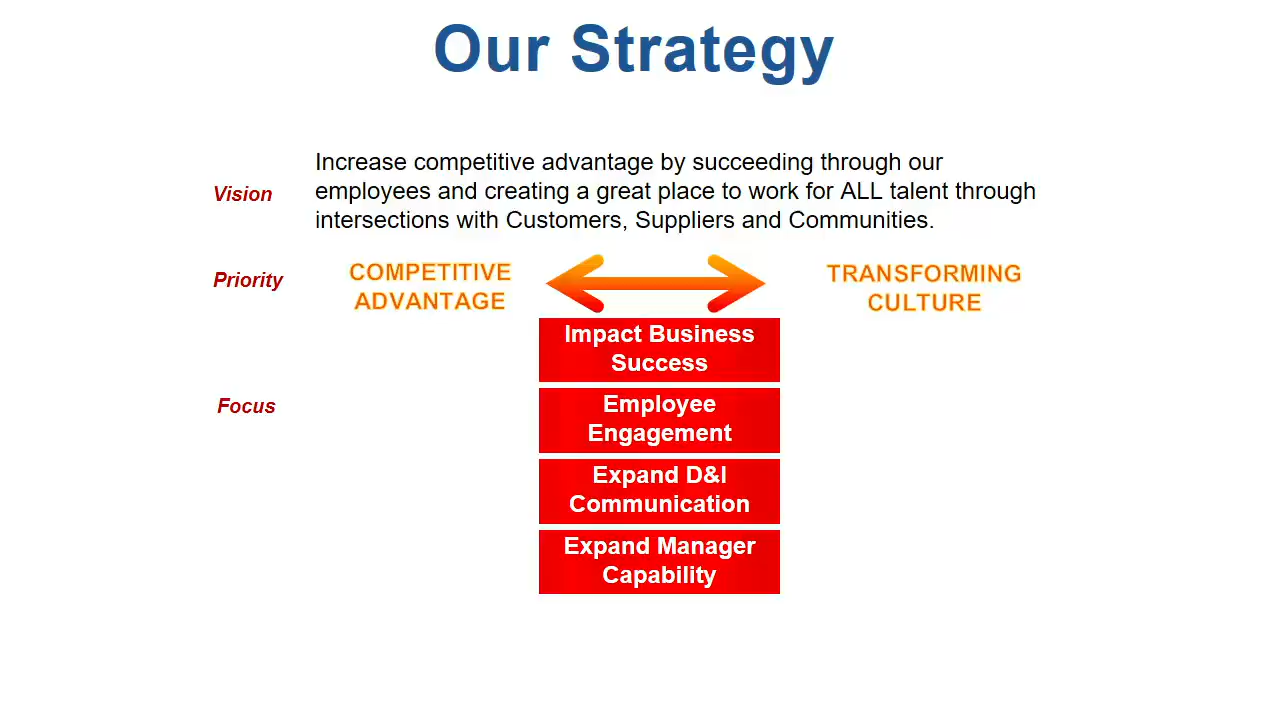 Our Strategy
Vision
Increase competitive advantage by succeeding through our
employees and creating a great place to work for ALL talent through
intersections with Customers, Suppliers and Communities.
Priority
COMPETITIVE
ADVANTAGE
TRANSFORMING
CULTURE
Focus
Impact Business
Success
Employee
Engagement
Expand D&I
Communication
Expand Manager
Capability